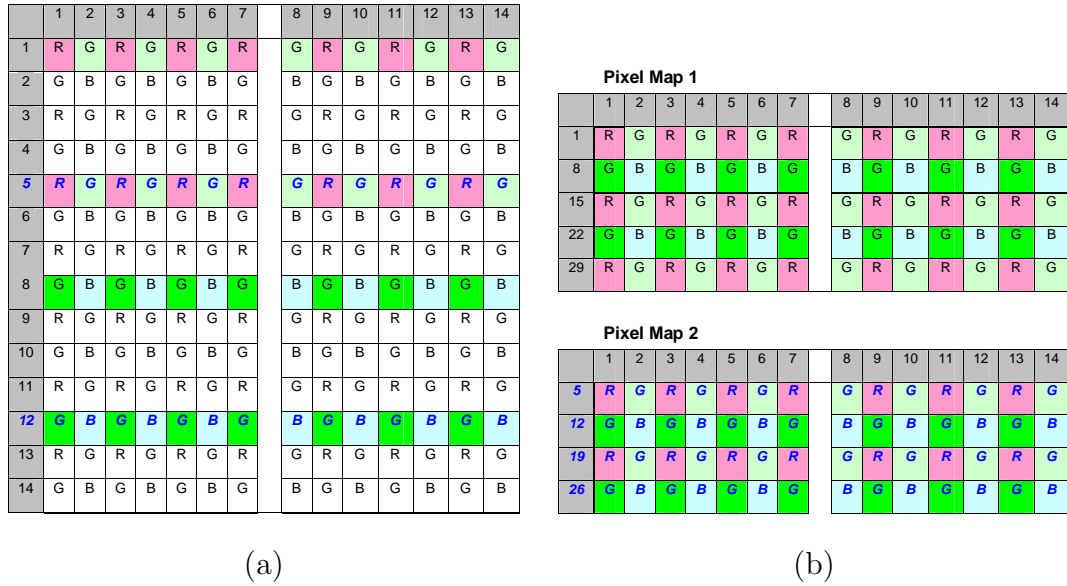 1 2 3 4 5 6 7 8 9 10 11 12 13 14
1 R G R G R G R G R G R G R G
2 G B G B G B G B G B G B G B
3 R G R G R G R G R G R G R G
4 G B G B G B G B G B G B G B
5 R G R G R G R G R G R G R G
6 G B G B G B G B G B G B G B
7 R G R G R G R G R G R G R G
8 G B G B G B G B G B G B G B
9 R G R G R G R G R G R G R G
10 G B G B G B G B G B G B G B
11 R G R G R G R G R G R G R G
12 G B G B G B G B G B G B G B
13 R G R G R G R G R G R G R G
14 G B G B G B G B G B G B G B
(a)
Pixel Map 1
1 2 3 4 5 6 7 8 9 10 11 12 13 14
1 R G R G R G R G R G R G R G
8 G B G B G B G B G B G B G B
15 R G R G R G R G R G R G R G
22 G B G B G B G B G B G B G B
29 R G R G R G R G R G R G R G
Pixel Map 2
1 2 3 4 5 6 7 8 9 10 11 12 13 14
5 R G R G R G R G R G R G R G
12 G B G B G B G B G B G B G B
19 R G R G R G R G R G R G R G
26 G B G B G B G B G B G B G B
(b)